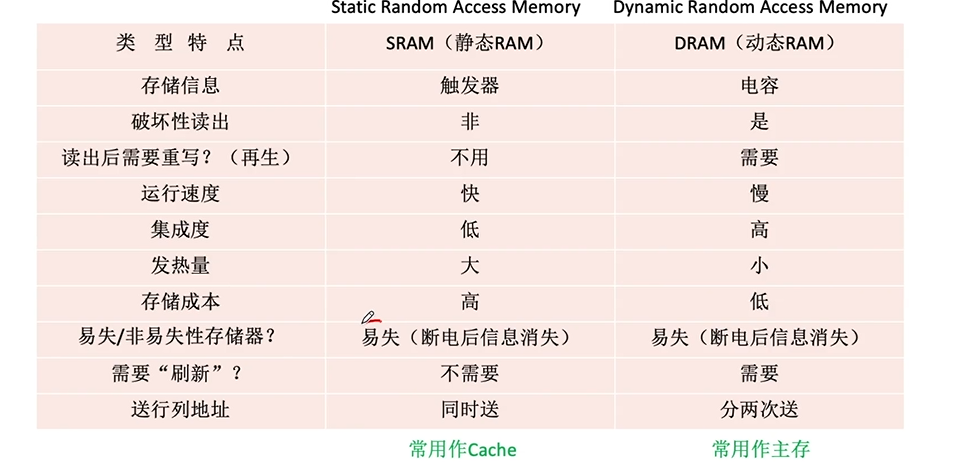 Static Random Access Memory Dynamic Random Access Memory
类 型 特 点 SRAM（静态RAM） DRAM（动态RAM）
存储信息 触发器 电容
破坏性读出 非 是
读出后需要重写？（再生） 不用 需要
运行速度 快 慢
集成度 低 高
发热量 大 小
存储成本 高 低
易失/非易失性存储器？ 易失（断电后信息消失） 易失（断电后信息消失）
需要“刷新”？ 不需要 需要
送行列地址 同时送 分两次送
常用作Cache 常用作主存